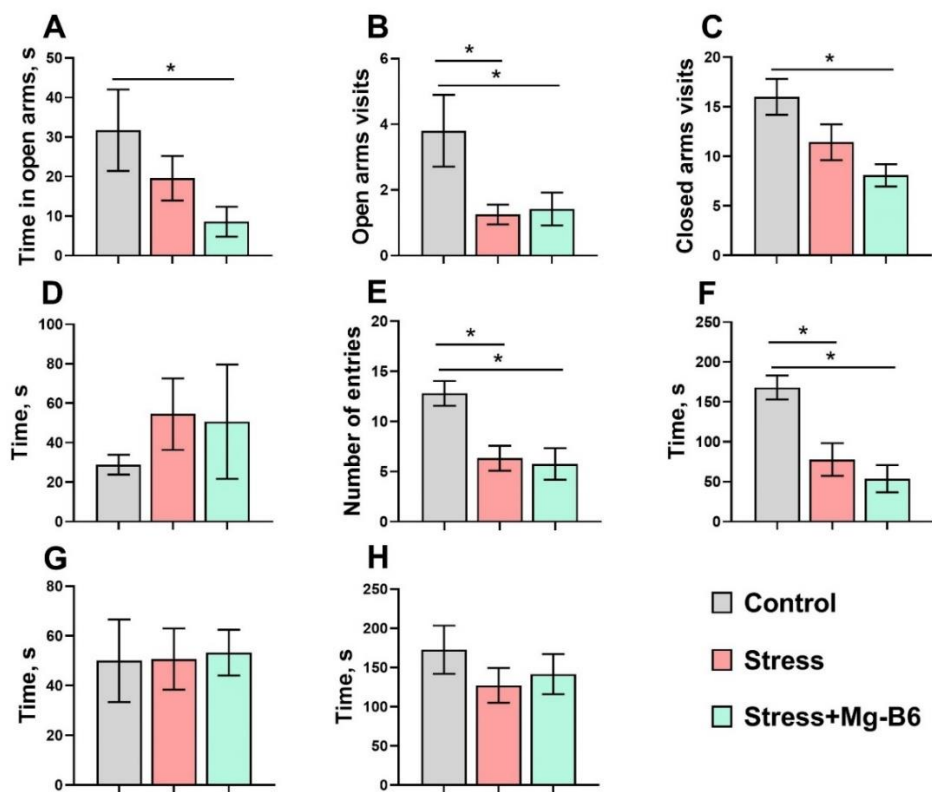 A
Time in open arms, s
50
40
30
20
10
0
*
B
Open arms visits
6
4
2
0
*
*
C
Closed arms visits
20
15
10
5
0
*
D
Time, s
100
80
60
40
20
0
E
Number of entries
20
15
10
5
0
*
*
F
Time, s
250
200
150
100
50
0
*
*
G
Time, s
80
60
40
20
0
H
Time, s
250
200
150
100
50
0
Control
Stress
Stress+Mg-B6